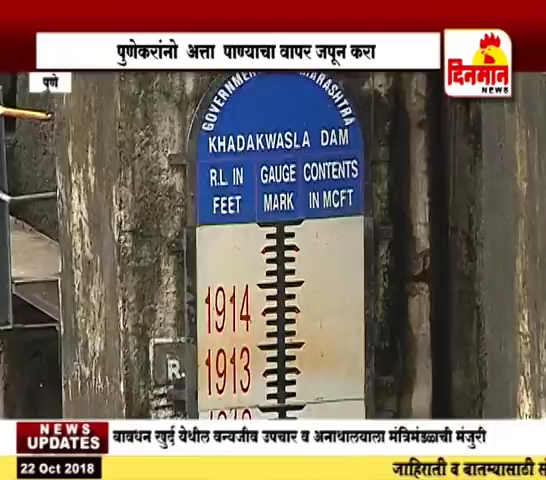 पुणेकरांनो अत्ता पाण्याचा वापर जपून करा
दिनमान
NEWS
पुणे
GOVERNMENT MAHARASHTRA
KHADAKWASLA DAM
R.L. IN FEET
GAUGE MARK
CONTENTS IN MCFT
1914
1913
R.
NEWS UPDATES
बावधन खुर्द येथील वन्यजीव उपचार व अनाथालयाला मंत्रिमंडळाची मंजुरी
22 Oct 2018
जाहिराती व बातम्यासाठी सं